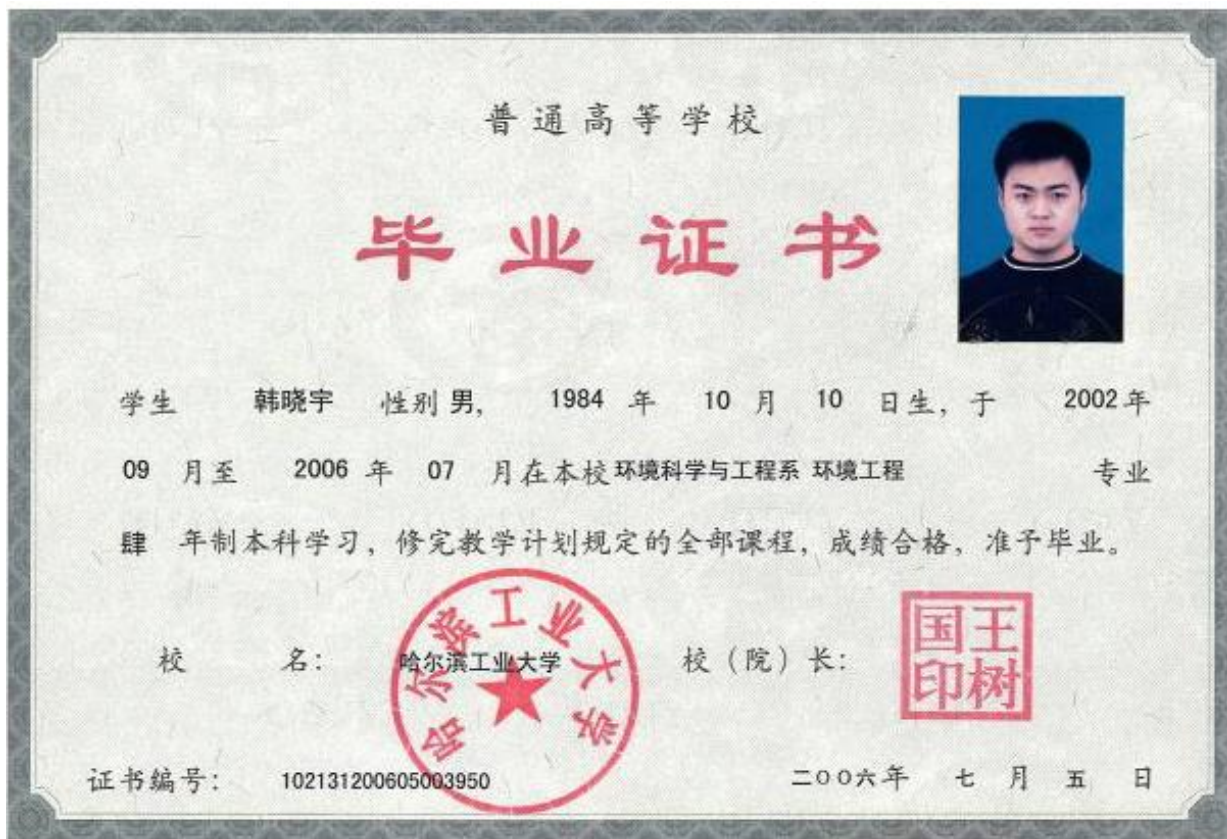 普通高等学校
毕业证书
学生 韩晓宇 性别 男, 1984 年 10 月 10 日生, 于 2002 年
09 月至 2006 年 07 月在本校 环境科学与工程系 环境工程 专业
肆 年制本科学习, 修完教学计划规定的全部课程, 成绩合格, 准予毕业。
哈尔滨工业大学
校 名: 哈尔滨工业大学 校(院)长:
王树国印
证书编号: 102131200605003950 二〇〇六年 七 月 五 日